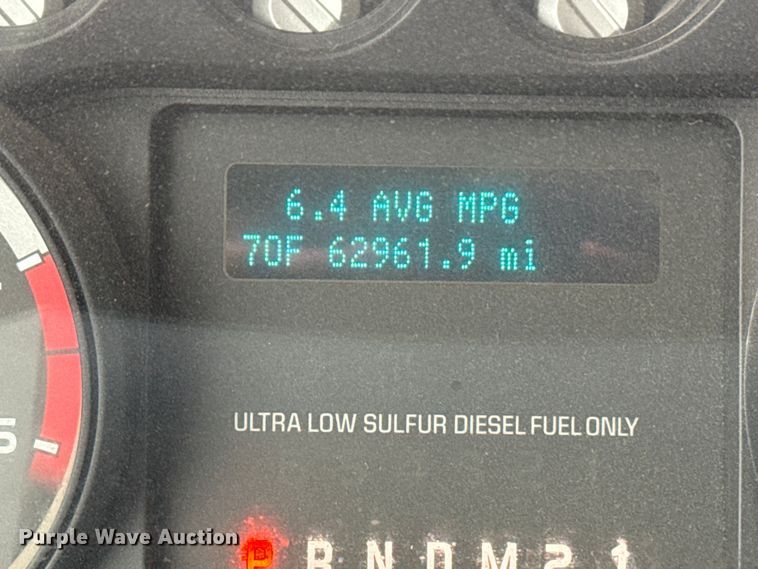 6.4 AVG MPG
70F 62961.9 mi
5
ULTRA LOW SULFUR DIESEL FUEL ONLY
P R N D M 2 1
Purple Wave Auction